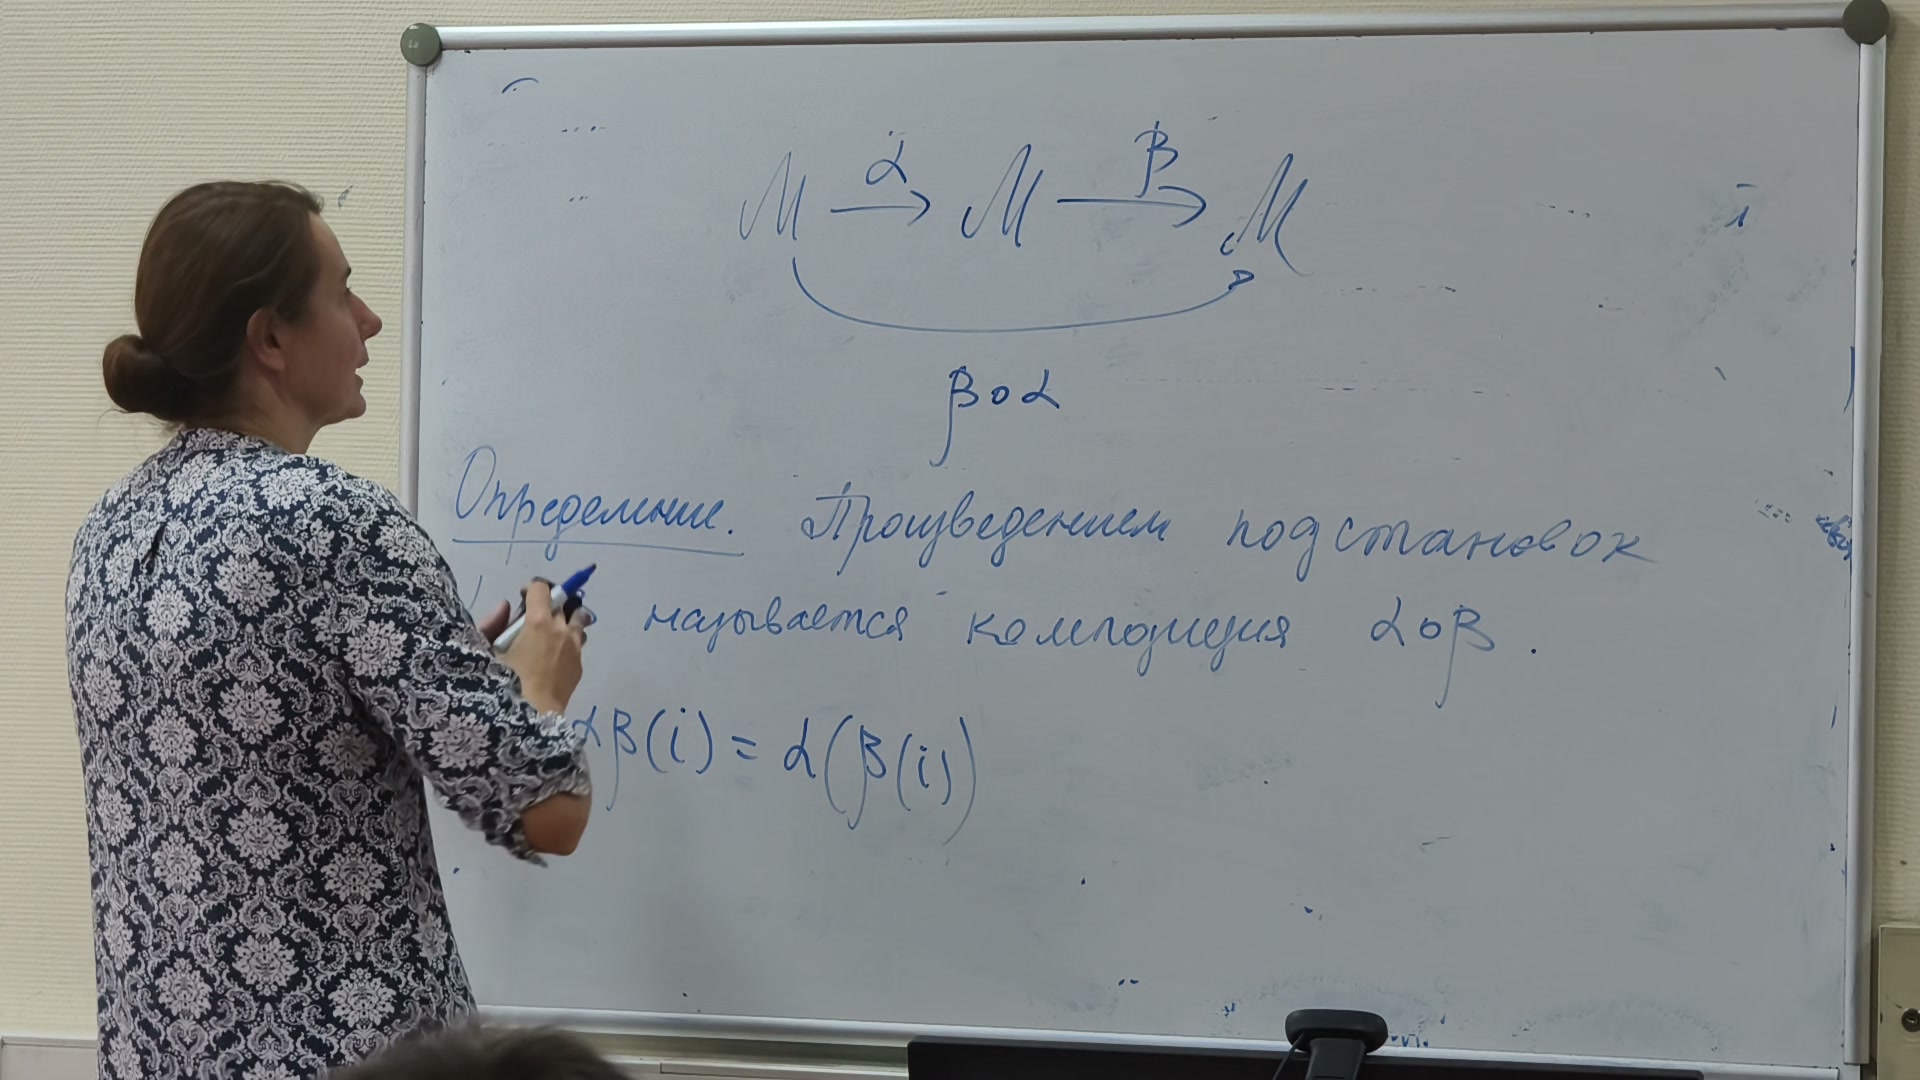 M →α M →β M
β∘α
Определение. Произведением подстановок
называется композиция α∘β.
αβ(i) = α(β(i))